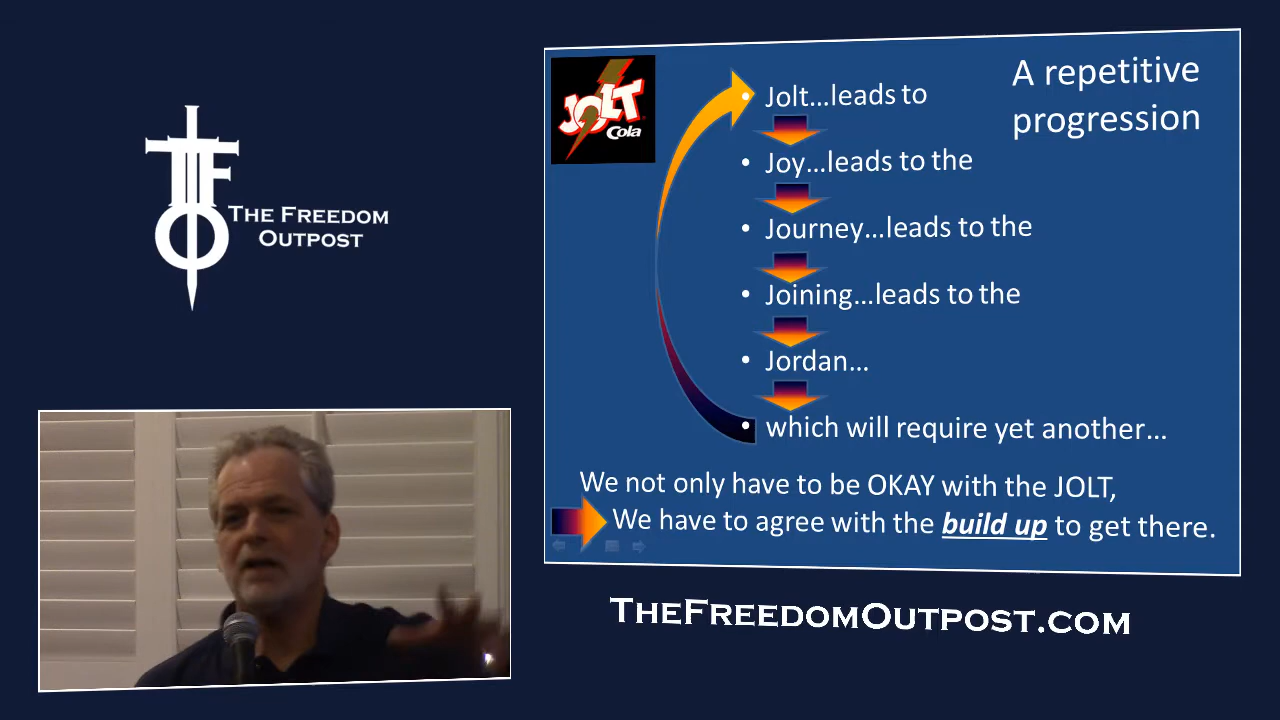 TFO
THE FREEDOM
OUTPOST
JOLT
Cola
A repetitive
progression
• Jolt...leads to
• Joy...leads to the
• Journey...leads to the
• Joining...leads to the
• Jordan...
• which will require yet another...
We not only have to be OKAY with the JOLT,
We have to agree with the build up to get there.
THEFREEDOMOUTPOST.COM